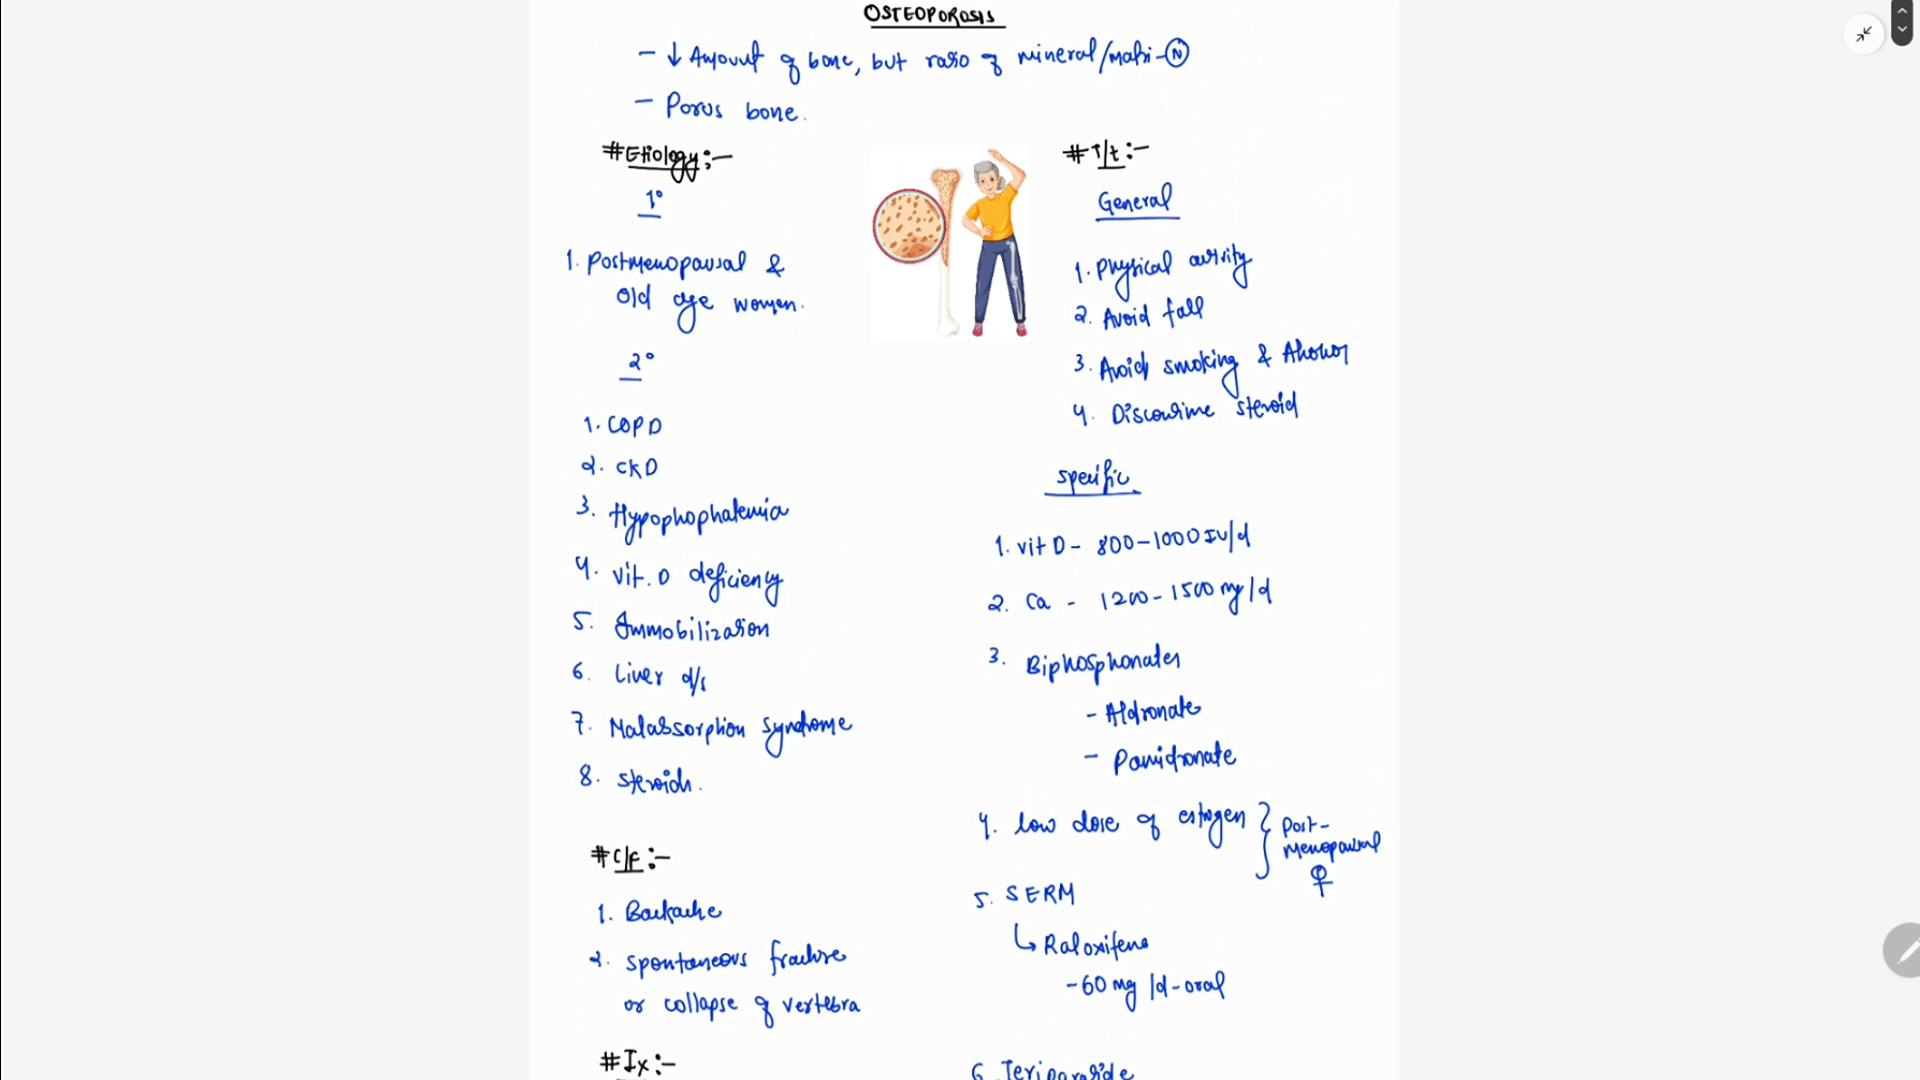 OSTEOPOROSIS
- ↓ Amount of bone, but ratio of mineral/matri-Ⓝ
- Porus bone.
#Etiology:-
1°
1. Postmenopausal &
old age women.
2°
1. COPD
2. CKD
3. Hypophophatemia
4. Vit. D deficiency
5. Immobilization
6. Liver d/s
7. Malabsorption syndrome
8. Steroids.
#C/F:-
1. Backache
2. spontaneous fracture
or collapse of vertebra
#Ix:-
#T/t:-
General
1. Physical activity
2. Avoid fall
3. Avoid smoking & Alcohol
4. Discontinue steroid
Specific
1. vit D - 800-1000 IU/d
2. Ca - 1200-1500 mg/d
3. Biphosphonates
- Aldronate
- Pamidronate
4. low dose of estrogen } Post-
menopausal
♀
5. SERM
↳ Raloxifene
- 60 mg/d - oral
6. Teriparatide